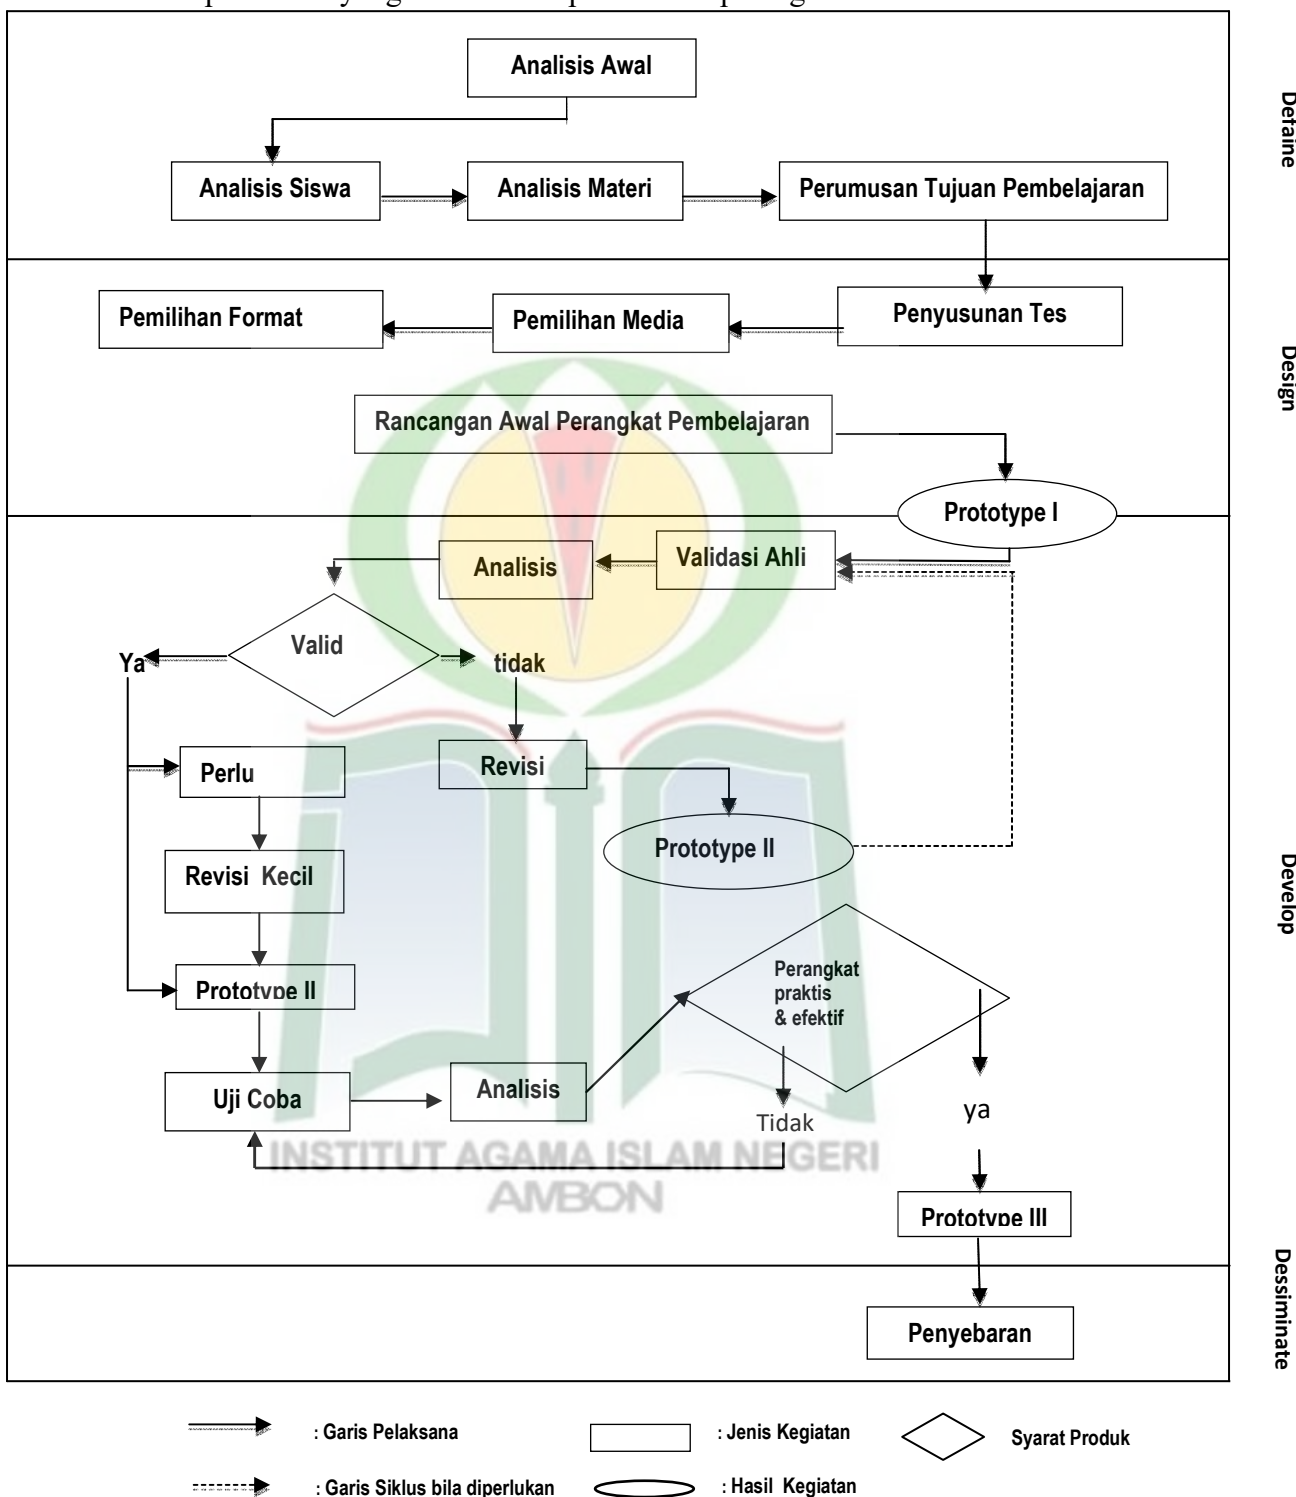 Analisis Awal
Analisis Siswa
Analisis Materi
Perumusan Tujuan Pembelajaran
Defaine
Pemilihan Format
Pemilihan Media
Penyusunan Tes
Design
Rancangan Awal Perangkat Pembelajaran
Prototype I
Validasi Ahli
Analisis
Valid
Ya
tidak
Perlu
Revisi
Revisi Kecil
Prototype II
Prototype II
Develop
Perangkat
praktis
& efektif
Uji Coba
Analisis
Tidak
ya
INSTITUT AGAMA ISLAM NEGERI
AMBON
Prototype III
Dessiminate
Penyebaran
: Garis Pelaksana
: Jenis Kegiatan
Syarat Produk
: Garis Siklus bila diperlukan
: Hasil Kegiatan